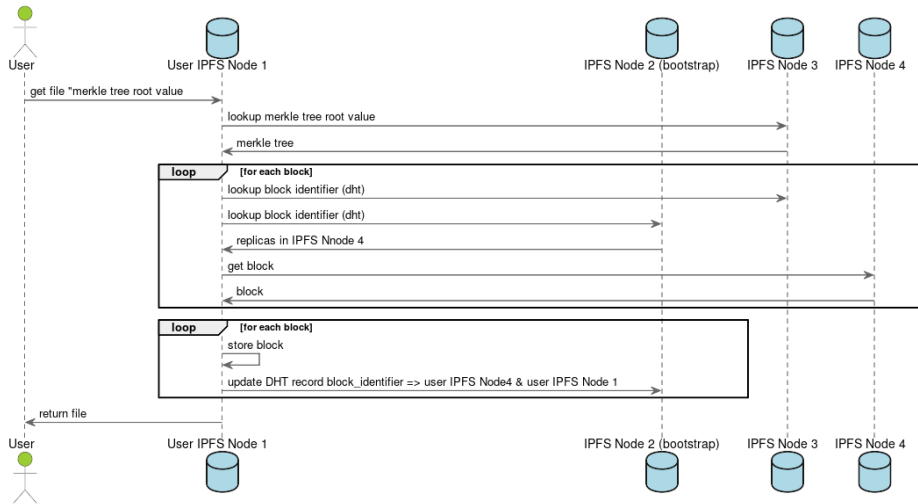 User
User IPFS Node 1
IPFS Node 2 (bootstrap)
IPFS Node 3
IPFS Node 4
get file "merkle tree root value
lookup merkle tree root value
merkle tree
loop
[for each block]
lookup block identifier (dht)
lookup block identifier (dht)
replicas in IPFS Nnode 4
get block
block
loop
[for each block]
store block
update DHT record block_identifier => user IPFS Node4 & user IPFS Node 1
return file
User
User IPFS Node 1
IPFS Node 2 (bootstrap)
IPFS Node 3
IPFS Node 4